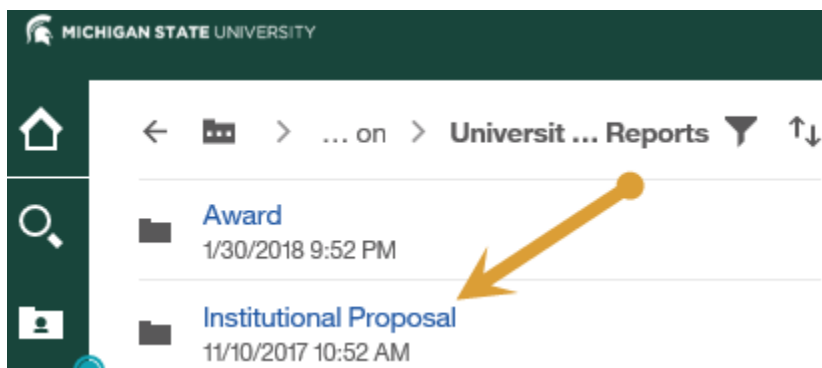 MICHIGAN STATE UNIVERSITY
... on > Universit ... Reports
Award
1/30/2018 9:52 PM
Institutional Proposal
11/10/2017 10:52 AM